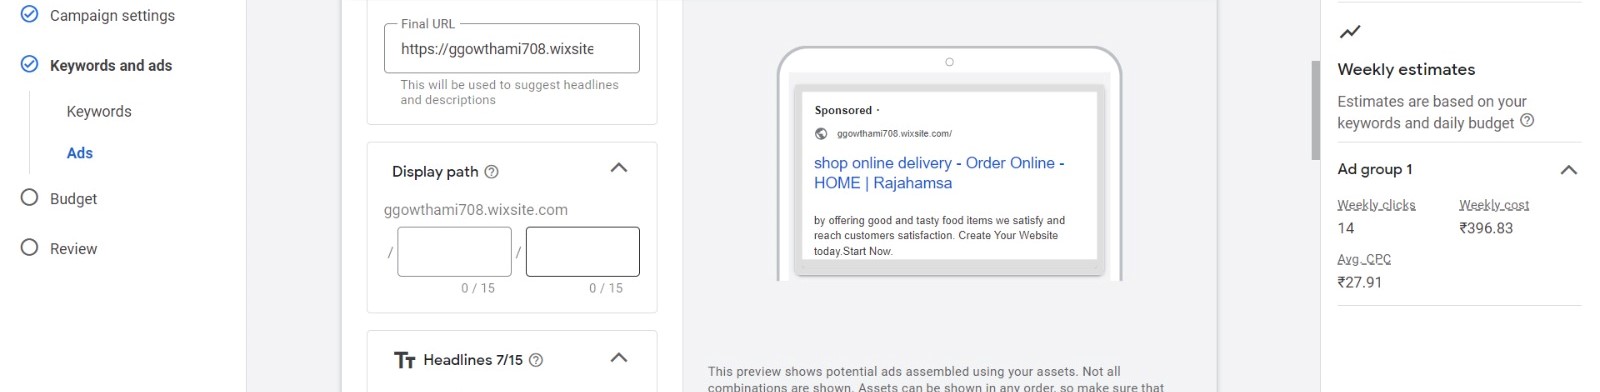 Campaign settings
Keywords and ads
Keywords
Ads
Budget
Review
Final URL
https://ggowthami708.wixsite
This will be used to suggest headlines
and descriptions
Display path
ggowthami708.wixsite.com
/ /
0 / 15 0 / 15
Headlines 7/15
Sponsored ·
ggowthami708.wixsite.com/
shop online delivery - Order Online -
HOME | Rajahamsa
by offering good and tasty food items we satisfy and
reach customers satisfaction. Create Your Website
today.Start Now.
This preview shows potential ads assembled using your assets. Not all
combinations are shown. Assets can be shown in any order, so make sure that
Weekly estimates
Estimates are based on your
keywords and daily budget
Ad group 1
Weekly clicks Weekly cost
14 ₹396.83
Avg. CPC
₹27.91